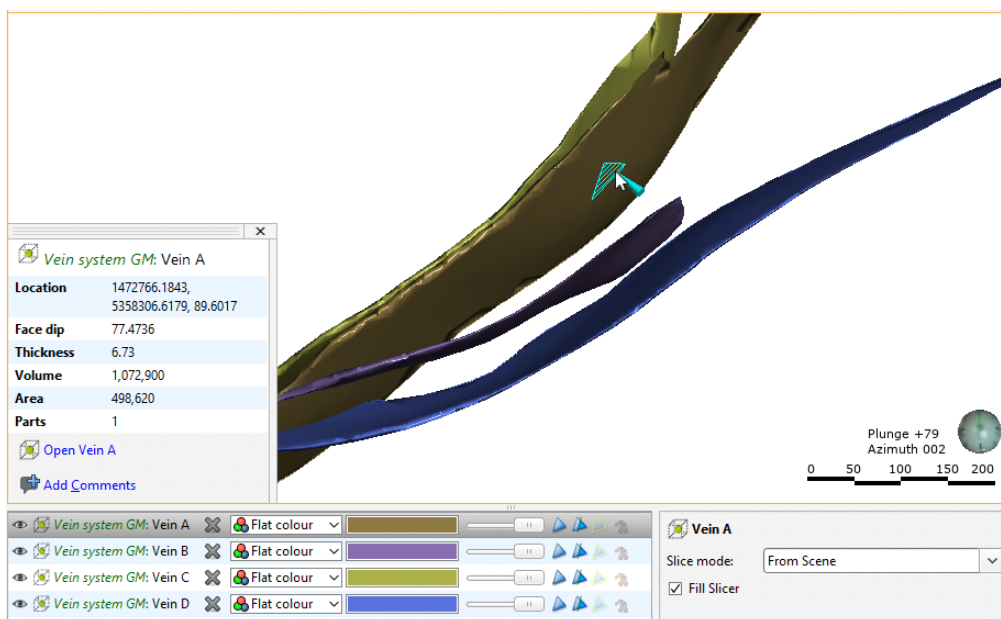 Vein system GM: Vein A
Location 1472766.1843,
5358306.6179, 89.6017
Face dip 77.4736
Thickness 6.73
Volume 1,072,900
Area 498,620
Parts 1
Open Vein A
Add Comments
Plunge +79
Azimuth 002
0 50 100 150 200
Vein system GM: Vein A Flat colour
Vein system GM: Vein B Flat colour
Vein system GM: Vein C Flat colour
Vein system GM: Vein D Flat colour
Vein A
Slice mode: From Scene
Fill Slicer